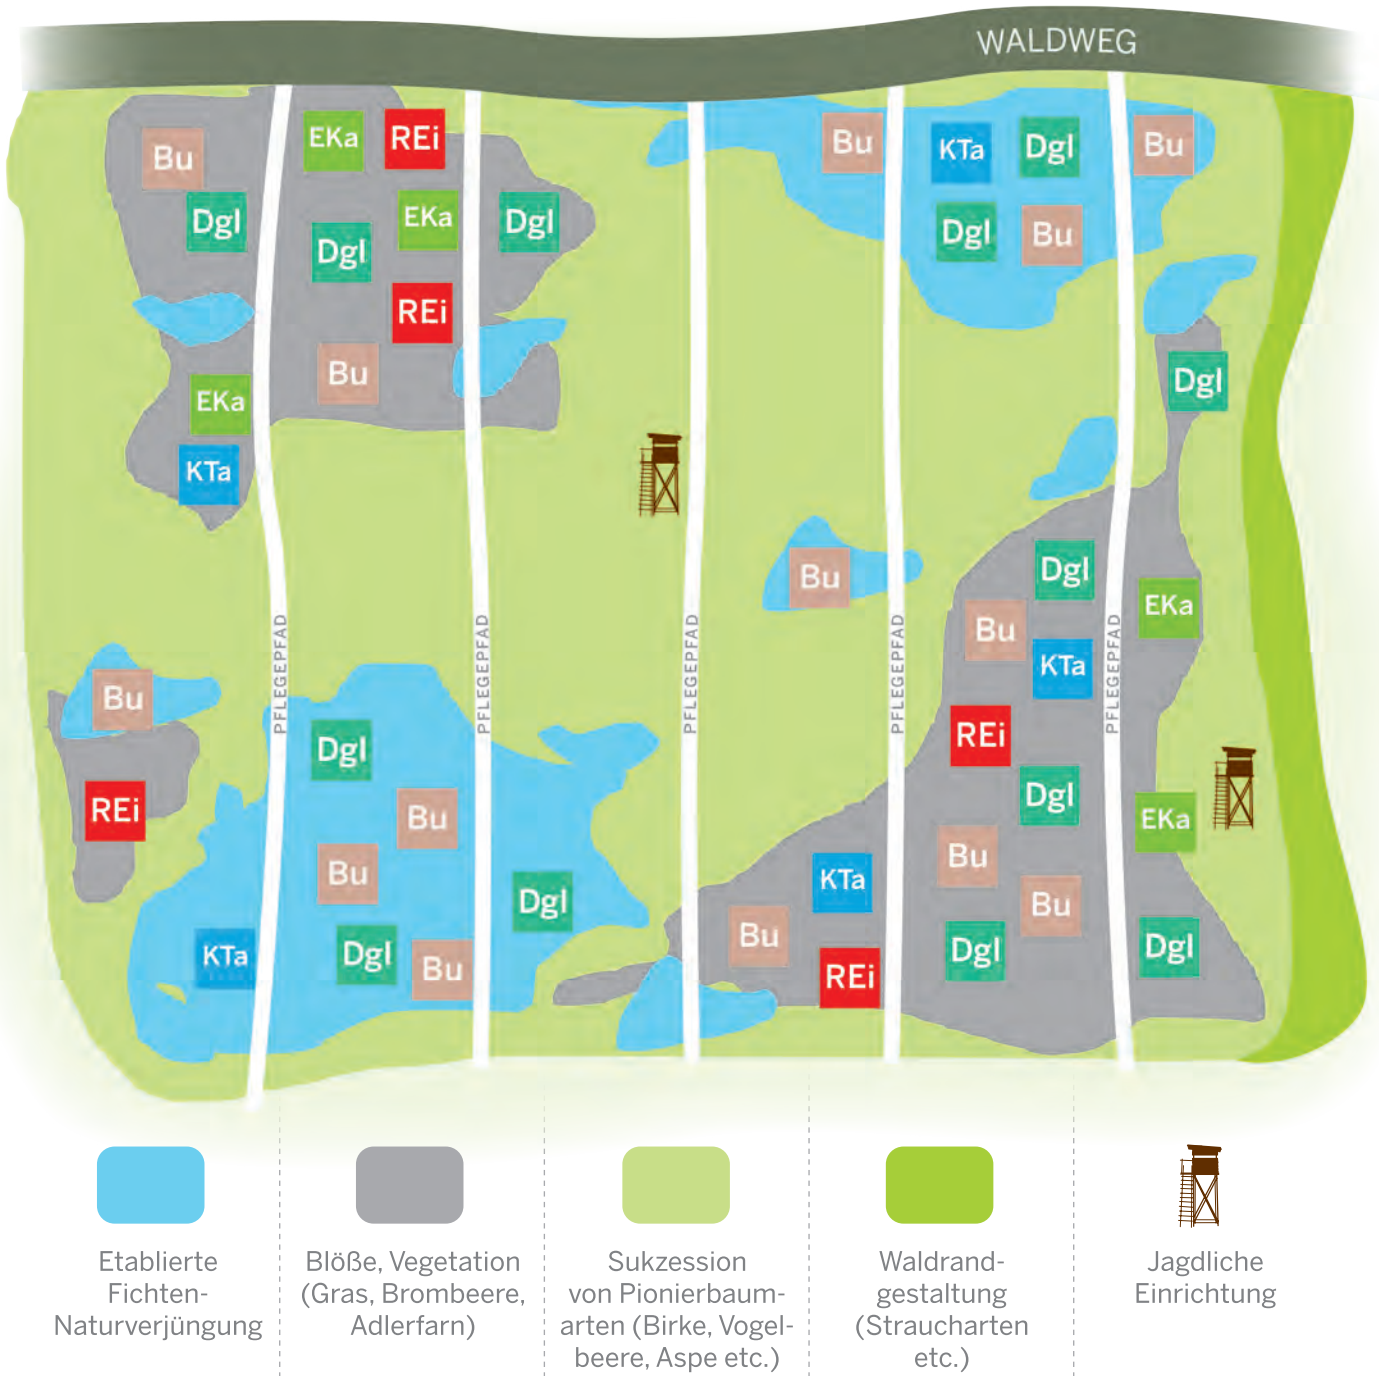 WALDWEG
EKa
REi
Bu
KTa
Dgl
Bu
Bu
Dgl
EKa
Dgl
Dgl
Dgl
Bu
REi
Bu
Dgl
EKa
KTa
Dgl
Bu
EKa
Bu
KTa
PFLEGEPFAD
PFLEGEPFAD
PFLEGEPFAD
PFLEGEPFAD
PFLEGEPFAD
Bu
REi
Dgl
Dgl
REi
Bu
EKa
Bu
Bu
KTa
Dgl
Bu
Bu
Dgl
Dgl
KTa
Dgl
Bu
REi
Etablierte
Fichten-
Naturverjüngung
Blöße, Vegetation
(Gras, Brombeere,
Adlerfarn)
Sukzession
von Pionierbaum-
arten (Birke, Vogel-
beere, Aspe etc.)
Waldrand-
gestaltung
(Straucharten
etc.)
Jagdliche
Einrichtung